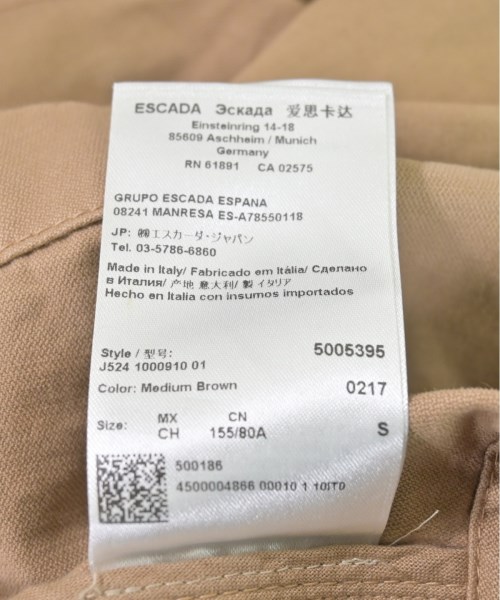 ESCADA Эскада 爱思卡达
Einsteinring 14-18
85609 Aschheim / Munich
Germany
RN 61891 CA 02575
GRUPO ESCADA ESPANA
08241 MANRESA ES-A78550118
JP: ㈱エスカーダ・ジャパン
Tel. 03-5786-6860
Made in Italy/ Fabricado em Itália/ Сделано
в Италия/ 产地 意大利/ 製 イタリア
Hecho en Italia con insumos importados
Style / 型号: 5005395
J524 1000910 01
Color: Medium Brown 0217
MX CN
Size: CH 155/80A S
500186
4500004866 00010 1